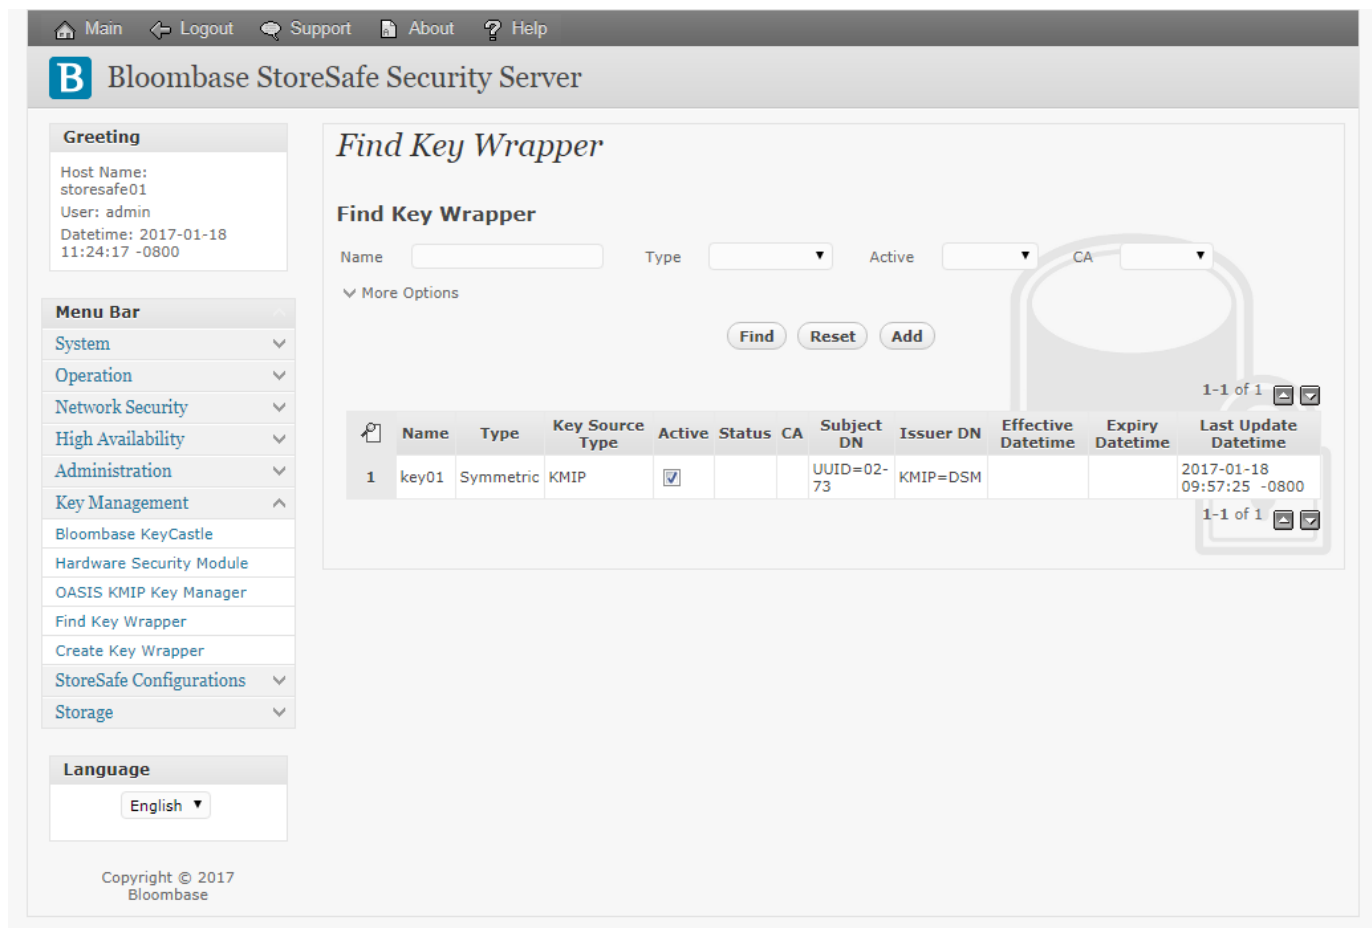 Main Logout Support About Help
B Bloombase StoreSafe Security Server
Greeting
Host Name:
storesafe01
User: admin
Datetime: 2017-01-18
11:24:17 -0800
Menu Bar
System
Operation
Network Security
High Availability
Administration
Key Management
Bloombase KeyCastle
Hardware Security Module
OASIS KMIP Key Manager
Find Key Wrapper
Create Key Wrapper
StoreSafe Configurations
Storage
Language
English
Copyright © 2017
Bloombase
Find Key Wrapper
Find Key Wrapper
Name Type Active CA
More Options
Find Reset Add
1-1 of 1
Name Type Key Source Type Active Status CA Subject DN Issuer DN Effective Datetime Expiry Datetime Last Update Datetime
1 key01 Symmetric KMIP UUID=02-73 KMIP=DSM 2017-01-18 09:57:25 -0800
1-1 of 1